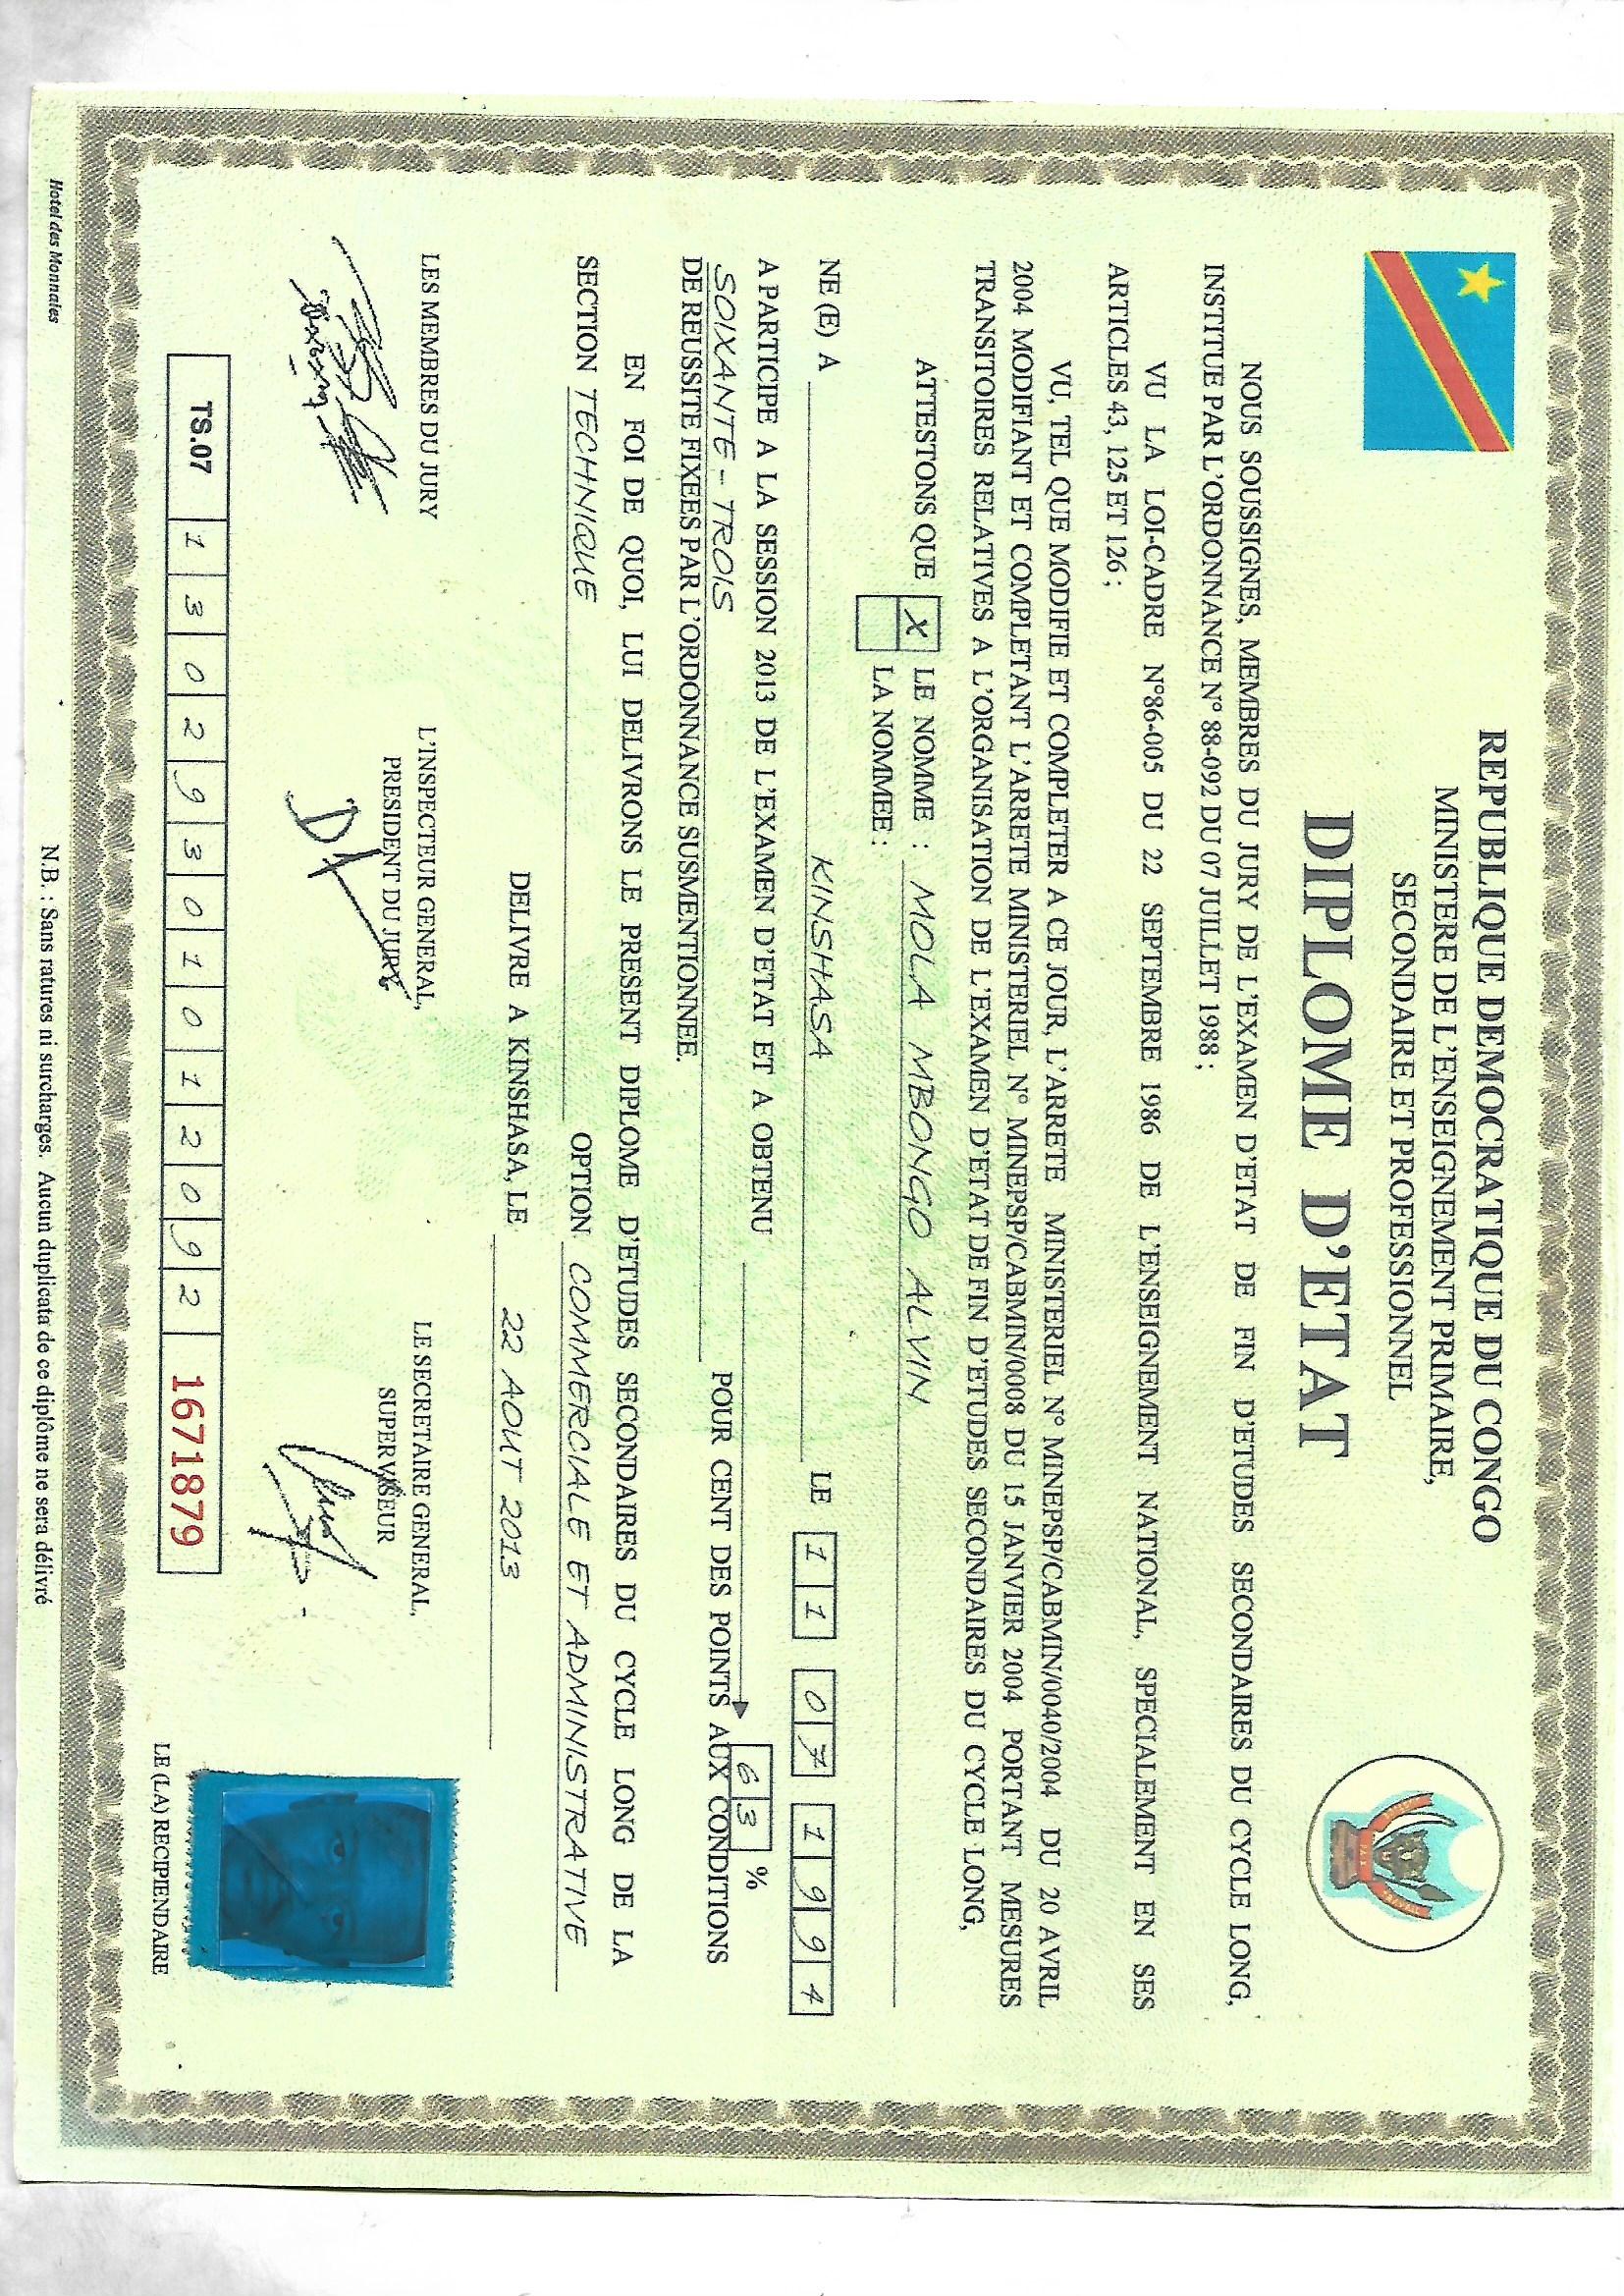 REPUBLIQUE DEMOCRATIQUE DU CONGO
MINISTERE DE L'ENSEIGNEMENT PRIMAIRE,
SECONDAIRE ET PROFESSIONNEL
DIPLOME D'ETAT
NOUS SOUSSIGNES, MEMBRES DU JURY DE L'EXAMEN D'ETAT DE FIN D'ETUDES SECONDAIRES DU CYCLE LONG,
INSTITUE PAR L'ORDONNANCE N° 88-092 DU 07 JUILLET 1988 ;
VU LA LOI-CADRE N°86-005 DU 22 SEPTEMBRE 1986 DE L'ENSEIGNEMENT NATIONAL, SPECIALEMENT EN SES
ARTICLES 43, 125 ET 126 ;
VU, TEL QUE MODIFIE ET COMPLETER A CE JOUR, L'ARRETE MINISTERIEL N° MINEPSP/CABMIN/0040/2004 DU 20 AVRIL
2004 MODIFIANT ET COMPLETANT L'ARRETE MINISTERIEL N° MINEPSP/CABMIN/0008 DU 15 JANVIER 2004 PORTANT MESURES
TRANSITOIRES RELATIVES A L'ORGANISATION DE L'EXAMEN D'ETAT DE FIN D'ETUDES SECONDAIRES DU CYCLE LONG,
ATTESTONS QUE X LE NOMME : MOLA MBONGO ALVIN
LA NOMMEE :
NE (E) A KINSHASA LE 11 07 1994
A PARTICIPE A LA SESSION 2013 DE L'EXAMEN D'ETAT ET A OBTENU 63 %
SOIXANTE-TROIS POUR CENT DES POINTS AUX CONDITIONS
DE REUSSITE FIXEES PAR L'ORDONNANCE SUSMENTIONNEE.
EN FOI DE QUOI, LUI DELIVRONS LE PRESENT DIPLOME D'ETUDES SECONDAIRES DU CYCLE LONG DE LA
SECTION TECHNIQUE OPTION COMMERCIALE ET ADMINISTRATIVE
DELIVRE A KINSHASA, LE 22 AOUT 2013
LES MEMBRES DU JURY
L'INSPECTEUR GENERAL,
PRESIDENT DU JURY
LE SECRETAIRE GENERAL,
SUPERVISEUR
LE (LA) RECIPIENDAIRE
TS.07 1 3 0 2 9 3 0 1 0 1 2 0 9 2 1671879
Hotel des Monnaies
N.B. : Sans ratures ni surcharges. Aucun duplicata de ce diplôme ne sera délivré